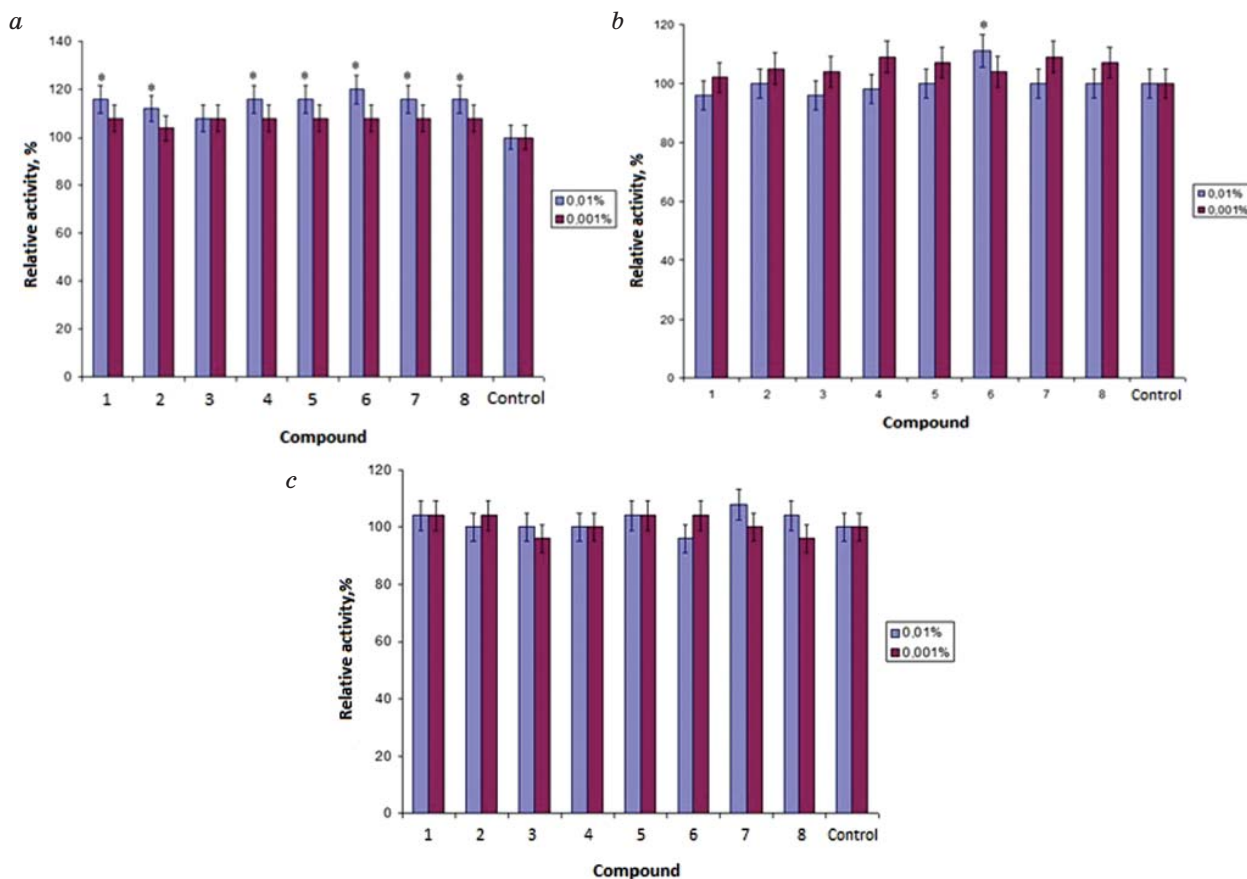 a
140
120
100
80
60
40
20
0
Relative activity, %
* * * * * * *
1 2 3 4 5 6 7 8 Control
Compound
0,01%
0,001%
b
120
100
80
60
40
20
0
Relative activity, %
*
1 2 3 4 5 6 7 8 Control
Compound
0,01%
0,001%
c
120
100
80
60
40
20
0
Relative activity,%
1 2 3 4 5 6 7 8 Control
Compound
0,01%
0,001%